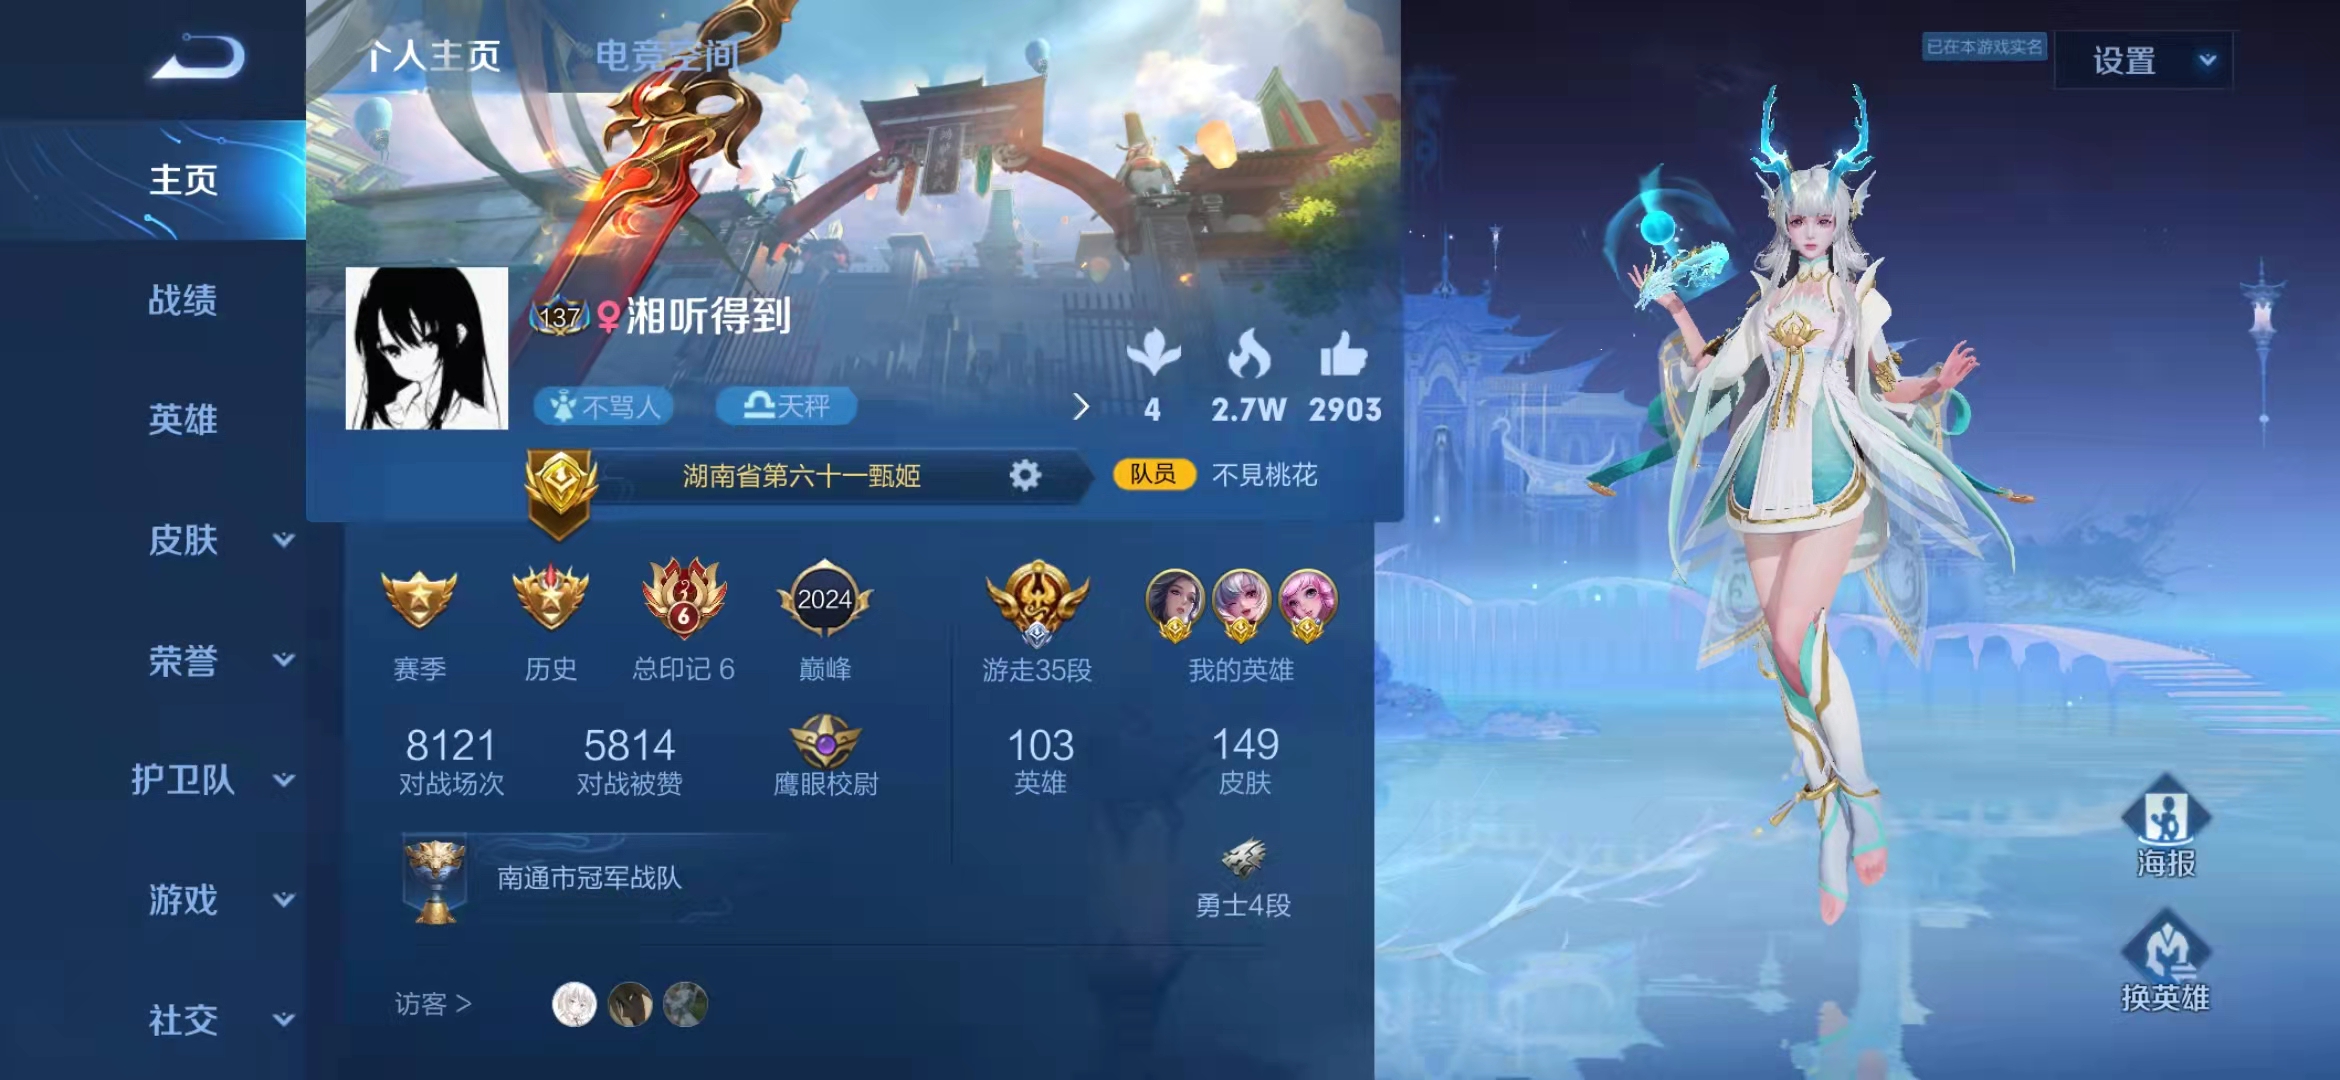 个人主页
电竞空间
已在本游戏实名
设置
主页
战绩
英雄
皮肤
荣誉
护卫队
游戏
社交
137
湘听得到
不骂人
天秤
4
2.7W
2903
湖南省第六十一甄姬
队员
不見桃花
6
2024
赛季
历史
总印记 6
巅峰
游走35段
我的英雄
8121
5814
103
149
对战场次
对战被赞
鹰眼校尉
英雄
皮肤
南通市冠军战队
勇士4段
访客 >
海报
换英雄